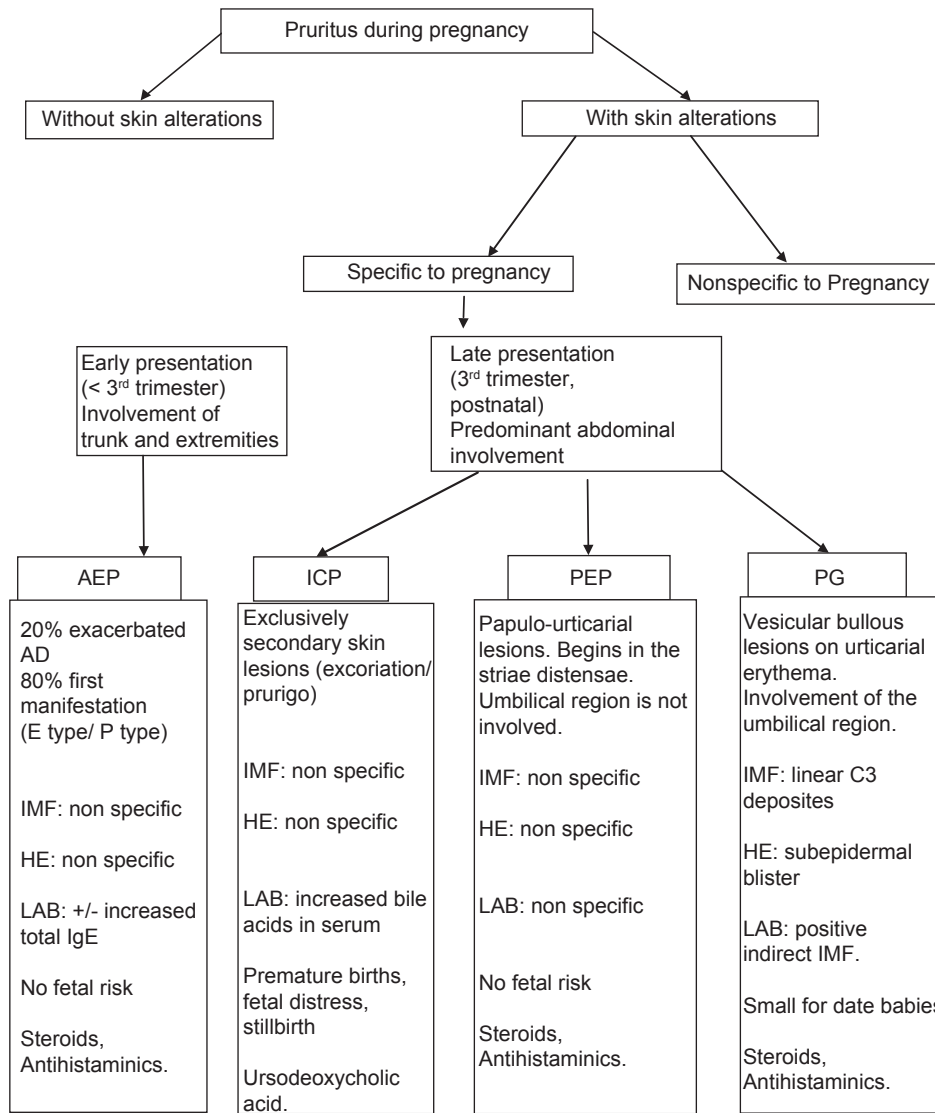 Pruritus during pregnancy
Without skin alterations
With skin alterations
Specific to pregnancy
Nonspecific to Pregnancy
Early presentation
(< 3rd trimester)
Involvement of
trunk and extremities
Late presentation
(3rd trimester,
postnatal)
Predominant abdominal
involvement
AEP
20% exacerbated
AD
80% first
manifestation
(E type/ P type)
IMF: non specific
HE: non specific
LAB: +/- increased
total IgE
No fetal risk
Steroids,
Antihistaminics.
ICP
Exclusively
secondary skin
lesions (excoriation/
prurigo)
IMF: non specific
HE: non specific
LAB: increased bile
acids in serum
Premature births,
fetal distress,
stillbirth
Ursodeoxycholic
acid.
PEP
Papulo-urticarial
lesions. Begins in the
striae distensae.
Umbilical region is not
involved.
IMF: non specific
HE: non specific
LAB: non specific
No fetal risk
Steroids,
Antihistaminics.
PG
Vesicular bullous
lesions on urticarial
erythema.
Involvement of the
umbilical region.
IMF: linear C3
deposites
HE: subepidermal
blister
LAB: positive
indirect IMF.
Small for date babies
Steroids,
Antihistaminics.